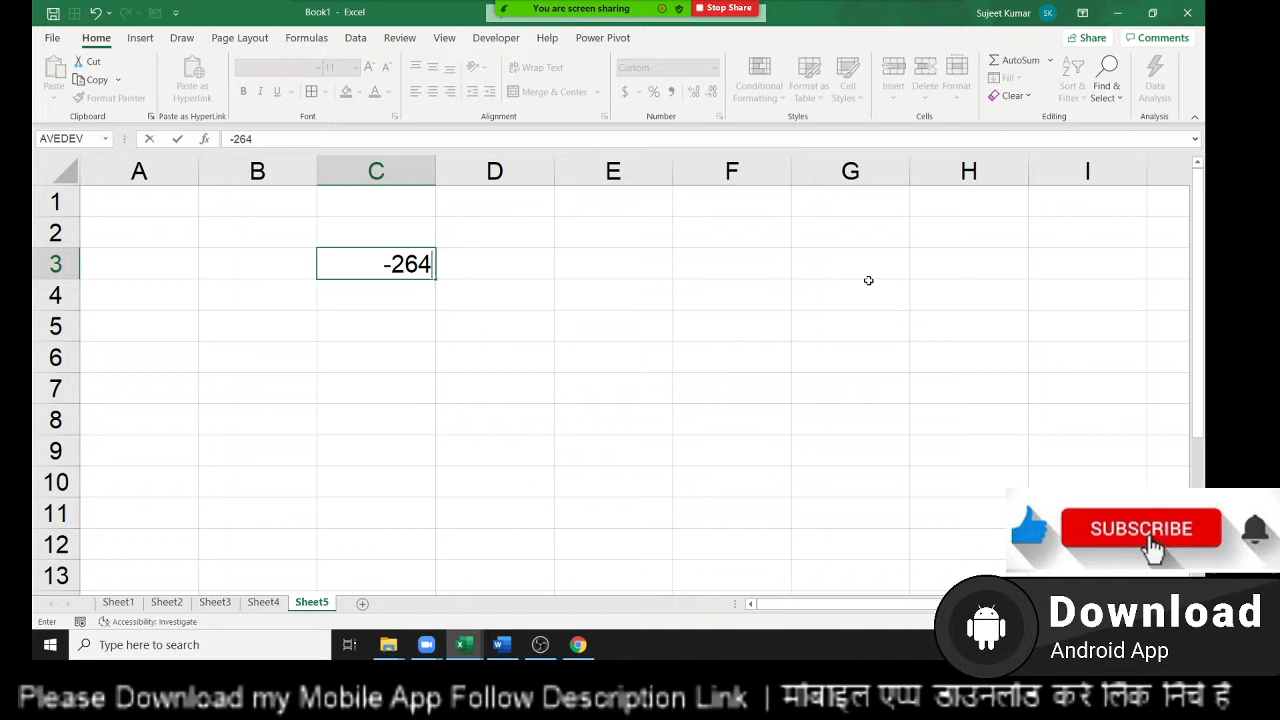 Book1 - Excel
You are screen sharing
Stop Share
Sujeet Kumar
SK
File Home Insert Draw Page Layout Formulas Data Review View Developer Help Power Pivot
Share
Comments
Paste
Cut
Copy
Format Painter
Clipboard
Paste as
Hyperlink
Paste as HyperLink
11
B I U
Font
Wrap Text
Merge & Center
Alignment
Custom
$ %
Number
Conditional
Formatting
Format as
Table
Cell
Styles
Styles
Insert
Delete
Format
Cells
AutoSum
Fill
Clear
Sort &
Filter
Find &
Select
Editing
Data
Analysis
Analysis
AVEDEV
fx
-264
A B C D E F G H I
1
2
3 -264
4
5
6
7
8
9
10
11
12
13
SUBSCRIBE
Sheet1 Sheet2 Sheet3 Sheet4 Sheet5
Enter
Accessibility: Investigate
Download
Android App
Type here to search
Please Download my Mobile App Follow Description Link | मोबाइल एप्प डाउनलोड करे लिंक निचे है